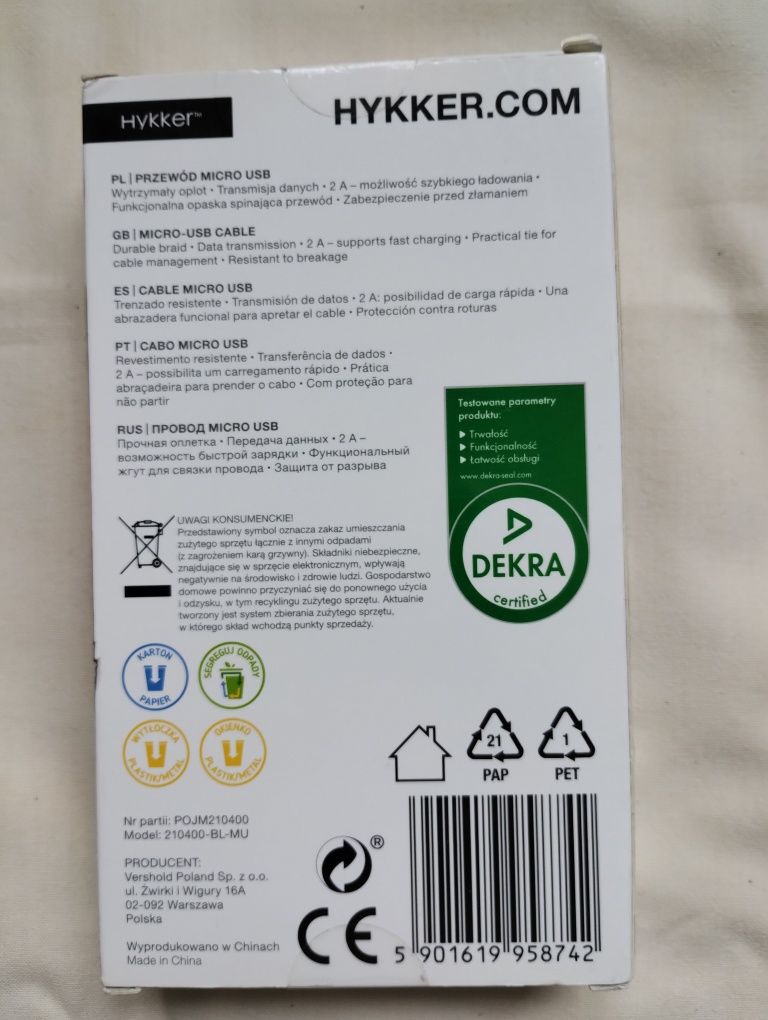 Hykker™
HYKKER.COM
PL | PRZEWÓD MICRO USB
Wytrzymały oplot • Transmisja danych • 2 A – możliwość szybkiego ładowania •
Funkcjonalna opaska spinająca przewód • Zabezpieczenie przed złamaniem
GB | MICRO-USB CABLE
Durable braid • Data transmission • 2 A – supports fast charging • Practical tie for
cable management • Resistant to breakage
ES | CABLE MICRO USB
Trenzado resistente • Transmisión de datos • 2 A: posibilidad de carga rápida • Una
abrazadera funcional para apretar el cable • Protección contra roturas
PT | CABO MICRO USB
Revestimento resistente • Transferência de dados •
2 A – possibilita um carregamento rápido • Prática
abraçadeira para prender o cabo • Com proteção para
não partir
RUS | ПРОВОД MICRO USB
Прочная оплетка • Передача данных • 2 А –
возможность быстрой зарядки • Функциональный
жгут для связки провода • Защита от разрыва
Testowane parametry
produktu:
Trwałość
Funkcjonalność
Łatwość obsługi
www.dekra-seal.com
DEKRA
certified
UWAGI KONSUMENCKIE!
Przedstawiony symbol oznacza zakaz umieszczania
zużytego sprzętu łącznie z innymi odpadami
(z zagrożeniem karą grzywny). Składniki niebezpieczne,
znajdujące się w sprzęcie elektronicznym, wpływają
negatywnie na środowisko i zdrowie ludzi. Gospodarstwo
domowe powinno przyczyniać się do ponownego użycia
i odzysku, w tym recyklingu zużytego sprzętu. Aktualnie
tworzony jest system zbierania zużytego sprzętu,
w którego skład wchodzą punkty sprzedaży.
KARTON
PAPIER
SEGREGUJ ODPADY
WYTŁOCZKA
PLASTIK/METAL
OKIENKO
PLASTIK/METAL
21
PAP
1
PET
Nr partii: POJM210400
Model: 210400-BL-MU
PRODUCENT:
Vershold Poland Sp. z o.o.
ul. Żwirki i Wigury 16A
02-092 Warszawa
Polska
Wyprodukowano w Chinach
Made in China
®
CE
5 901619 958742